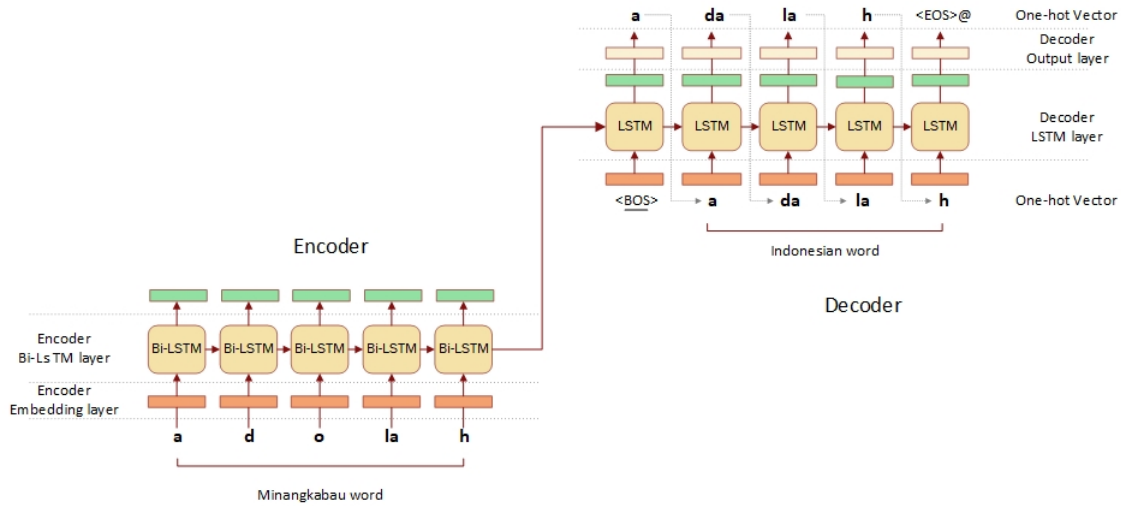 a da la h <EOS>@ One-hot Vector
Decoder
Output layer
LSTM LSTM LSTM LSTM LSTM
Decoder
LSTM layer
<BOS> a da la h One-hot Vector
Indonesian word
Decoder
Encoder
Encoder
Bi-LsTM layer
Bi-LSTM Bi-LSTM Bi-LSTM Bi-LSTM Bi-LSTM
Encoder
Embedding layer
a d o la h
Minangkabau word